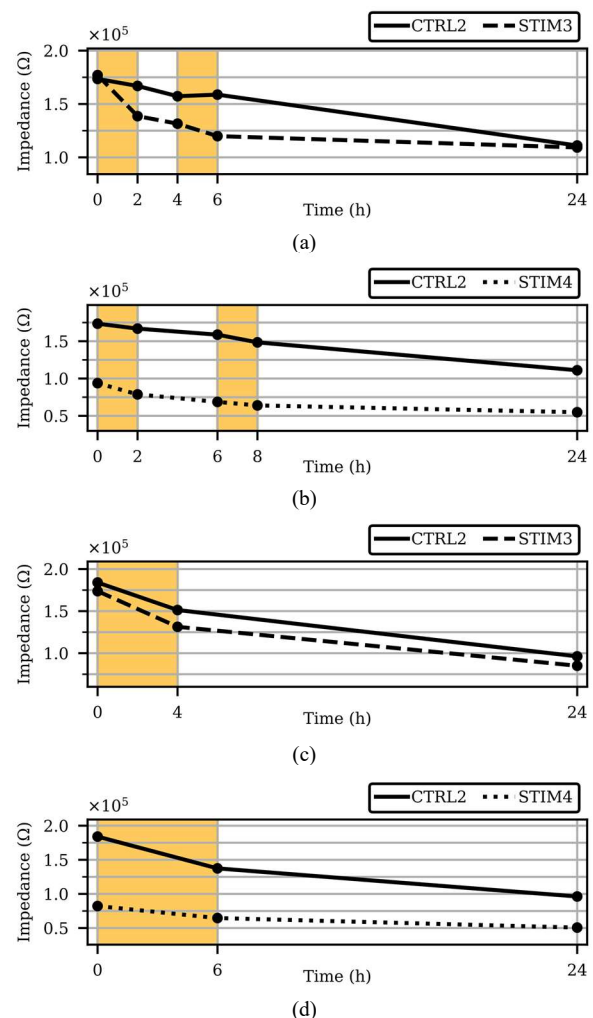 CTRL2 STIM3
×10⁵
Impedance (Ω)
2.0
1.5
1.0
0 2 4 6 24
Time (h)
(a)
CTRL2 STIM4
×10⁵
Impedance (Ω)
1.5
1.0
0.5
0 2 6 8 24
Time (h)
(b)
CTRL2 STIM3
×10⁵
Impedance (Ω)
2.0
1.5
1.0
0 4 24
Time (h)
(c)
CTRL2 STIM4
×10⁵
Impedance (Ω)
2.0
1.5
1.0
0.5
0 6 24
Time (h)
(d)